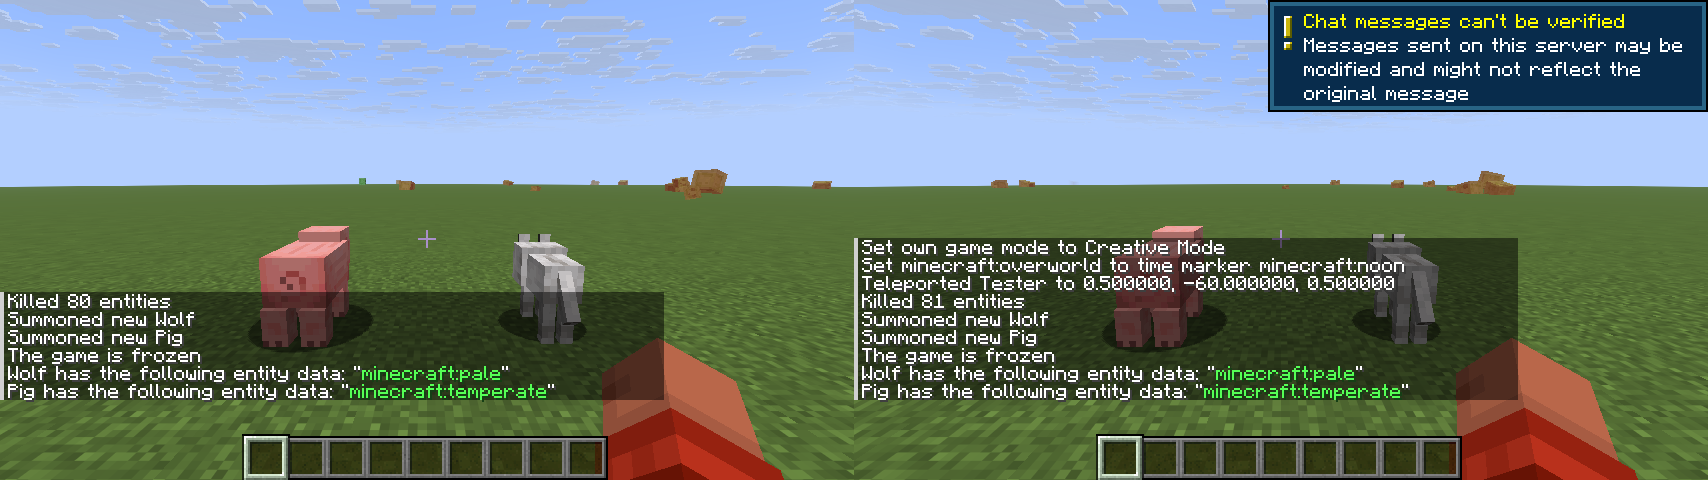 Killed 80 entities
Summoned new Wolf
Summoned new Pig
The game is frozen
Wolf has the following entity data: "minecraft:pale"
Pig has the following entity data: "minecraft:temperate"
Chat messages can't be verified
Messages sent on this server may be
modified and might not reflect the
original message
Set own game mode to Creative Mode
Set minecraft:overworld to time marker minecraft:noon
Teleported Tester to 0.500000, -60.000000, 0.500000
Killed 81 entities
Summoned new Wolf
Summoned new Pig
The game is frozen
Wolf has the following entity data: "minecraft:pale"
Pig has the following entity data: "minecraft:temperate"